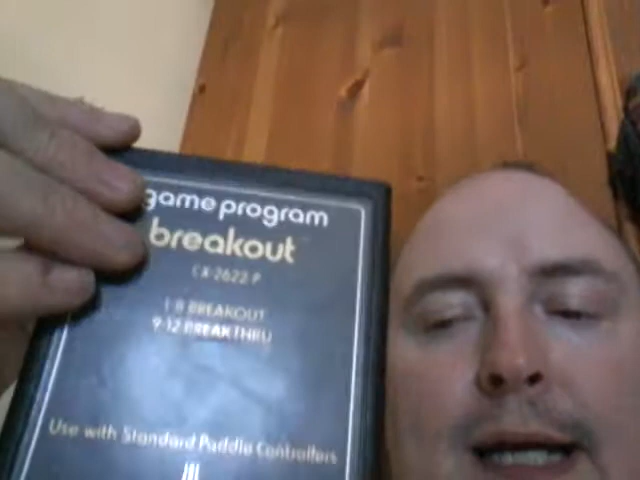 game program
breakout
CX-2622 P
1-8 BREAKOUT
9-12 BREAKTHRU
Use with Standard Paddle Controllers